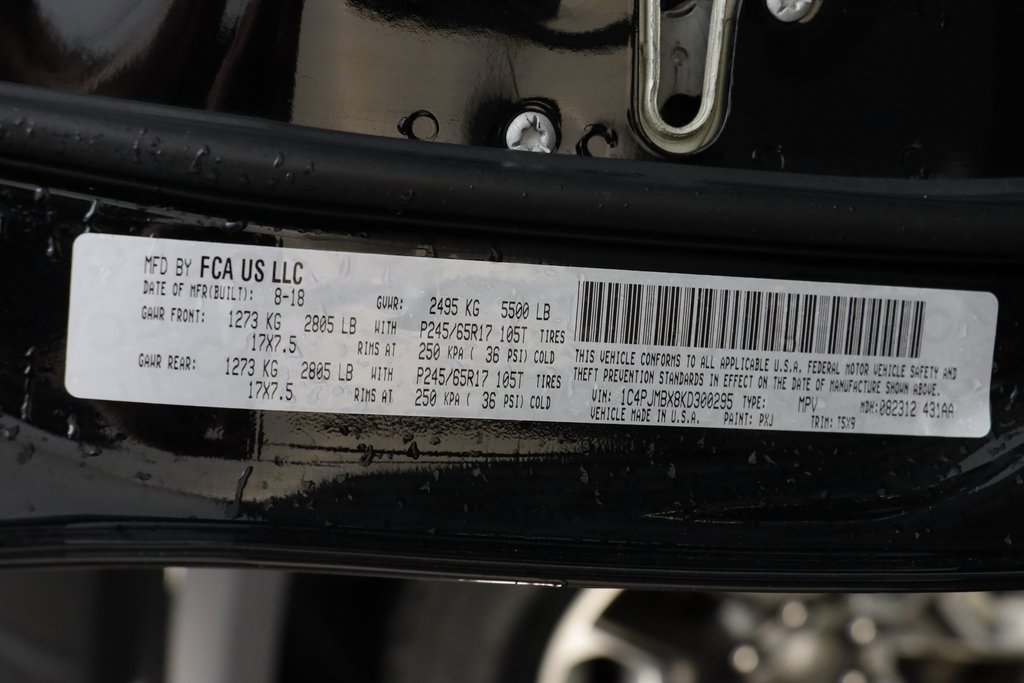 MFD BY FCA US LLC
DATE OF MFR(BUILT): 8-18 GVWR: 2495 KG 5500 LB
GAWR FRONT: 1273 KG 2805 LB WITH P245/65R17 105T TIRES
17X7.5 RIMS AT 250 KPA ( 36 PSI) COLD
GAWR REAR: 1273 KG 2805 LB WITH P245/65R17 105T TIRES
17X7.5 RIMS AT 250 KPA ( 36 PSI) COLD
THIS VEHICLE CONFORMS TO ALL APPLICABLE U.S.A. FEDERAL MOTOR VEHICLE SAFETY AND
THEFT PREVENTION STANDARDS IN EFFECT ON THE DATE OF MANUFACTURE SHOWN ABOVE.
VIN: 1C4PJMBX8KD300295 TYPE: MPV MDH:082312 431AA
VEHICLE MADE IN U.S.A. PAINT: PXJ TRIM: T5X9